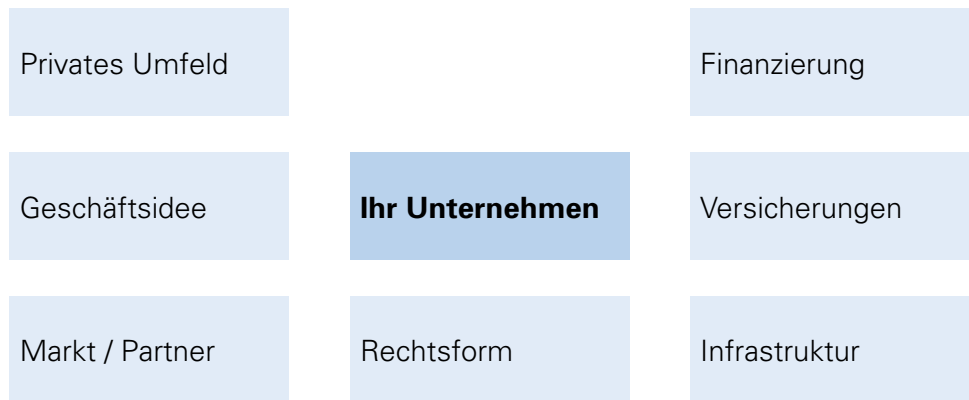 Privates Umfeld
Finanzierung
Geschäftsidee
Ihr Unternehmen
Versicherungen
Markt / Partner
Rechtsform
Infrastruktur